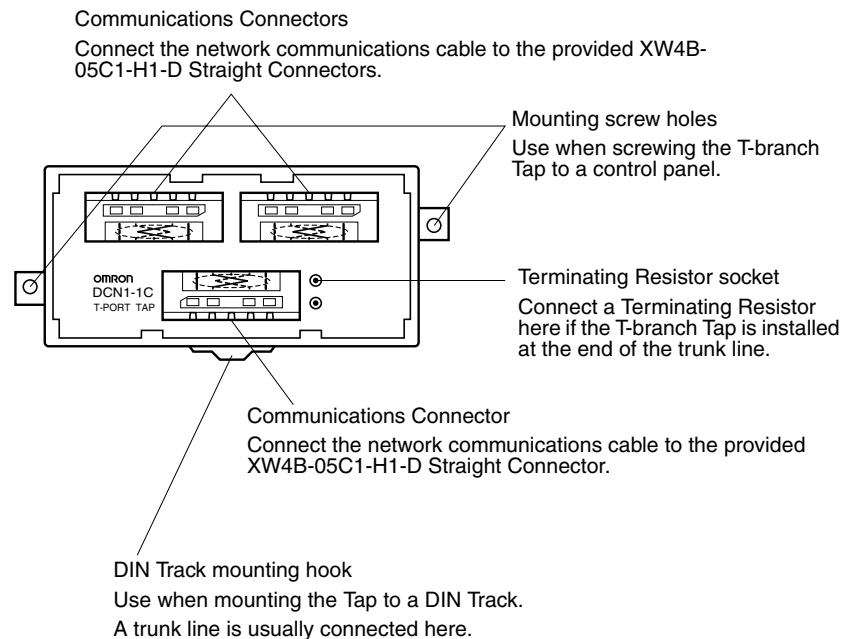 Communications Connectors
Connect the network communications cable to the provided XW4B-
05C1-H1-D Straight Connectors.
Mounting screw holes
Use when screwing the T-branch
Tap to a control panel.
OMRON
DCN1-1C
T-PORT TAP
Terminating Resistor socket
Connect a Terminating Resistor
here if the T-branch Tap is installed
at the end of the trunk line.
Communications Connector
Connect the network communications cable to the provided
XW4B-05C1-H1-D Straight Connector.
DIN Track mounting hook
Use when mounting the Tap to a DIN Track.
A trunk line is usually connected here.